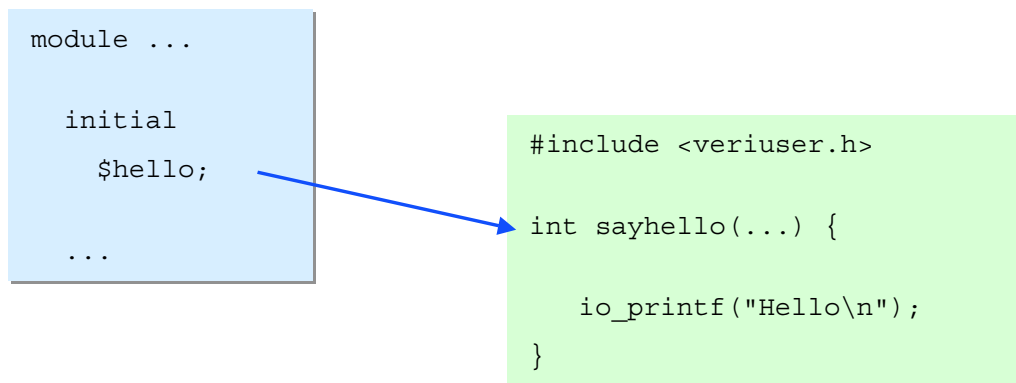 module ...
initial
$hello;
...
#include <veriuser.h>
int sayhello(...) {
io_printf("Hello\n");
}